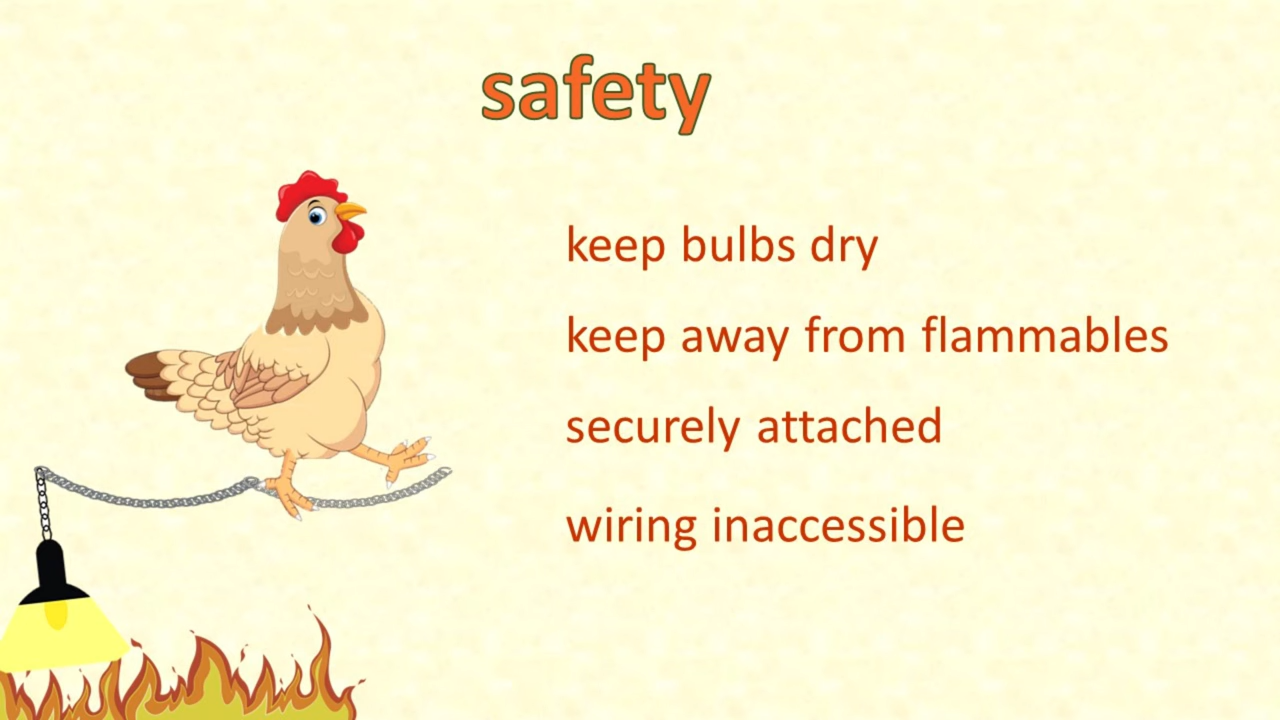 safety
keep bulbs dry
keep away from flammables
securely attached
wiring inaccessible